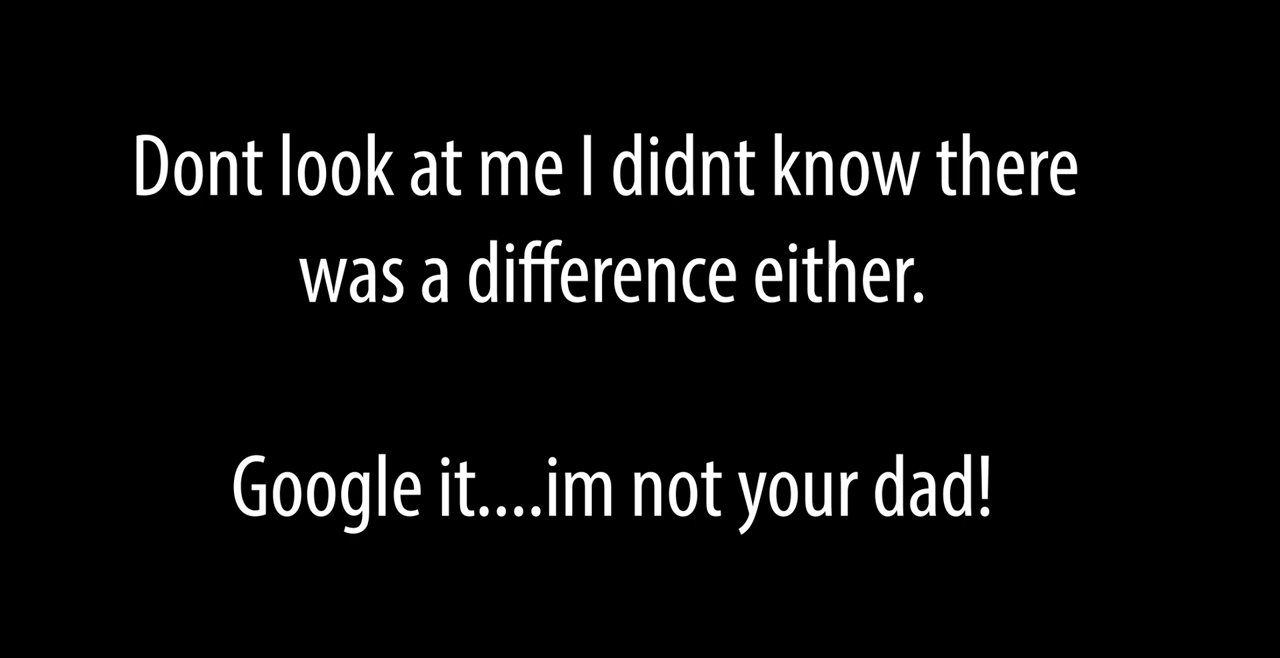 Dont look at me I didnt know there
was a difference either.
Google it....im not your dad!